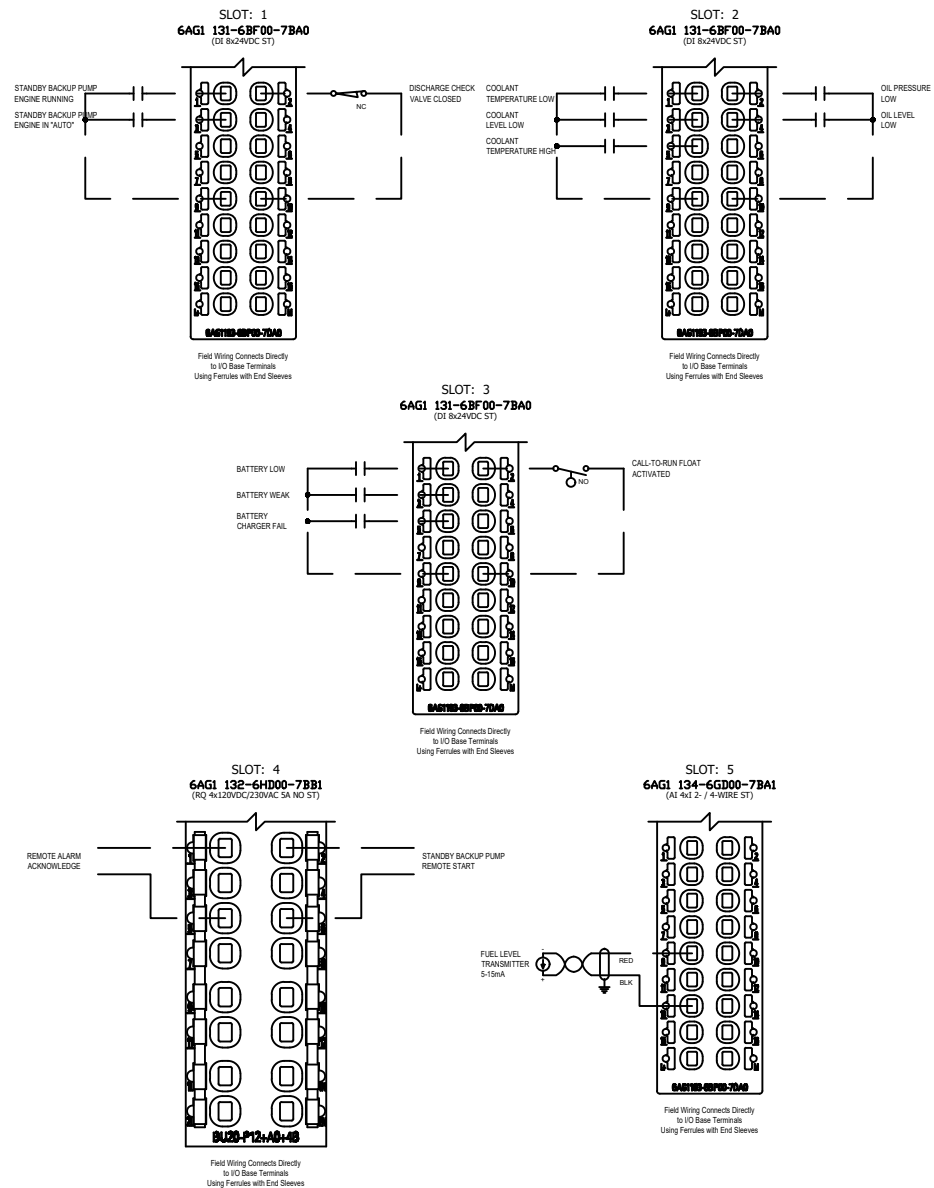 SLOT: 1
6AG1 131-6BF00-7BA0
(DI 8x24VDC ST)
STANDBY BACKUP PUMP
ENGINE RUNNING
STANDBY BACKUP PUMP
ENGINE IN "AUTO"
DISCHARGE CHECK
VALVE CLOSED
NC
Field Wiring Connects Directly
to I/O Base Terminals
Using Ferrules with End Sleeves
SLOT: 2
6AG1 131-6BF00-7BA0
(DI 8x24VDC ST)
COOLANT
TEMPERATURE LOW
COOLANT
LEVEL LOW
COOLANT
TEMPERATURE HIGH
OIL PRESSURE
LOW
OIL LEVEL
LOW
Field Wiring Connects Directly
to I/O Base Terminals
Using Ferrules with End Sleeves
SLOT: 3
6AG1 131-6BF00-7BA0
(DI 8x24VDC ST)
BATTERY LOW
BATTERY WEAK
BATTERY
CHARGER FAIL
CALL-TO-RUN FLOAT
ACTIVATED
NO
Field Wiring Connects Directly
to I/O Base Terminals
Using Ferrules with End Sleeves
SLOT: 4
6AG1 132-6HD00-7BB1
(RQ 4x120VDC/230VAC 5A NO ST)
REMOTE ALARM
ACKNOWLEDGE
STANDBY BACKUP PUMP
REMOTE START
BU20-P12+A0+4B
Field Wiring Connects Directly
to I/O Base Terminals
Using Ferrules with End Sleeves
SLOT: 5
6AG1 134-6GD00-7BA1
(AI 4xI 2- / 4-WIRE ST)
FUEL LEVEL
TRANSMITTER
5-15mA
-
+
RED
BLK
Field Wiring Connects Directly
to I/O Base Terminals
Using Ferrules with End Sleeves